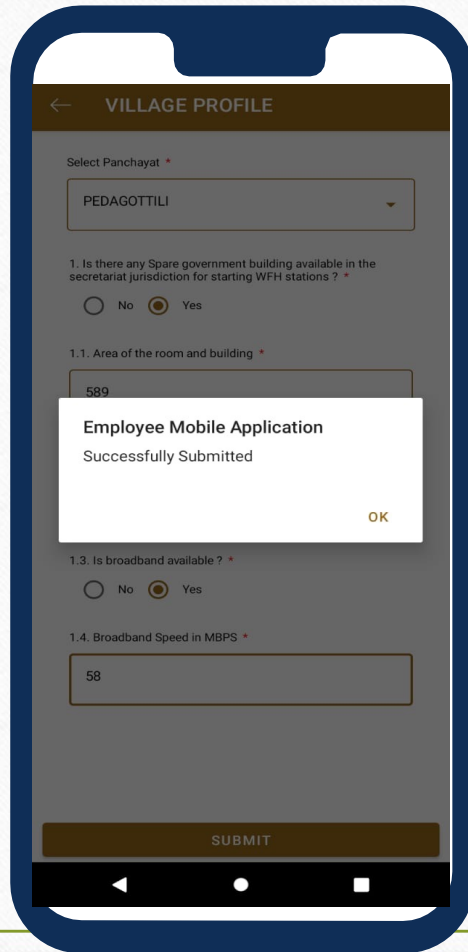 VILLAGE PROFILE
Select Panchayat *
PEDAGOTTILI
1. Is there any Spare government building available in the
secretariat jurisdiction for starting WFH stations ? *
No Yes
1.1. Area of the room and building *
589
Employee Mobile Application
Successfully Submitted
OK
1.3. Is broadband available ? *
No Yes
1.4. Broadband Speed in MBPS *
58
SUBMIT